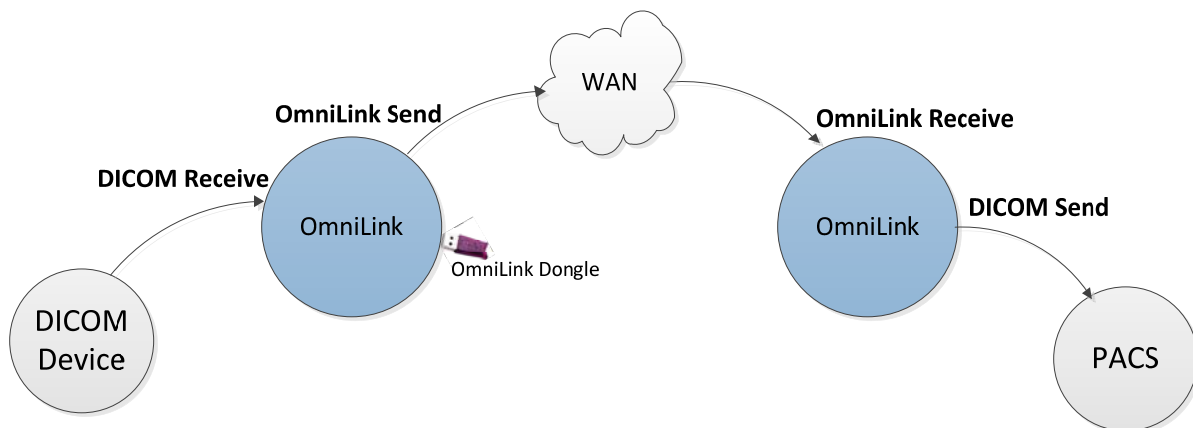 WAN
OmniLink Send
OmniLink Receive
DICOM Receive
OmniLink
OmniLink
DICOM Send
OmniLink Dongle
DICOM
Device
PACS